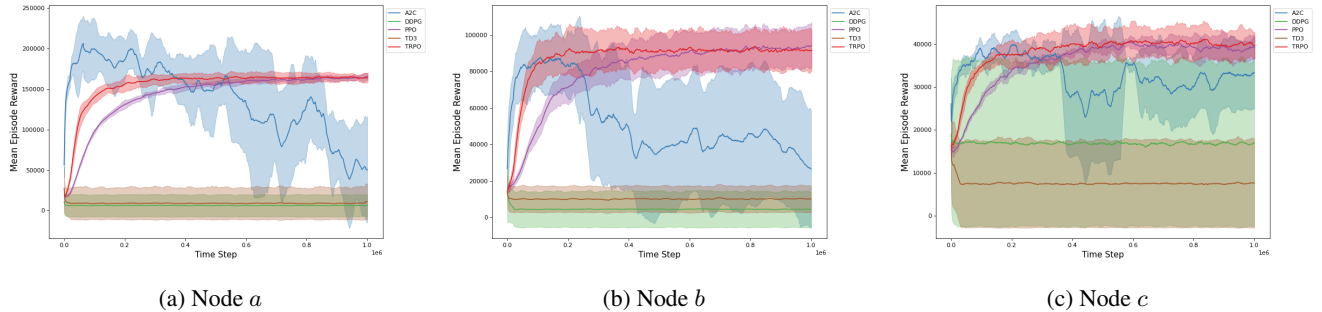 A2C
DDPG
PPO
TD3
TRPO
250000
200000
150000
100000
50000
0
Mean Episode Reward
0.0 0.2 0.4 0.6 0.8 1.0
1e6
Time Step
(a) Node a
A2C
DDPG
PPO
TD3
TRPO
100000
80000
60000
40000
20000
0
Mean Episode Reward
0.0 0.2 0.4 0.6 0.8 1.0
1e6
Time Step
(b) Node b
A2C
DDPG
PPO
TD3
TRPO
40000
30000
20000
10000
0
Mean Episode Reward
0.0 0.2 0.4 0.6 0.8 1.0
1e6
Time Step
(c) Node c